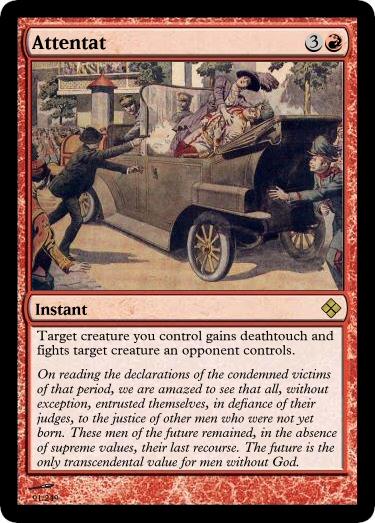 Attentat 3
Instant
Target creature you control gains deathtouch and
fights target creature an opponent controls.
On reading the declarations of the condemned victims
of that period, we are amazed to see that all, without
exception, entrusted themselves, in defiance of their
judges, to the justice of other men who were not yet
born. These men of the future remained, in the absence
of supreme values, their last recourse. The future is the
only transcendental value for men without God.
91/249